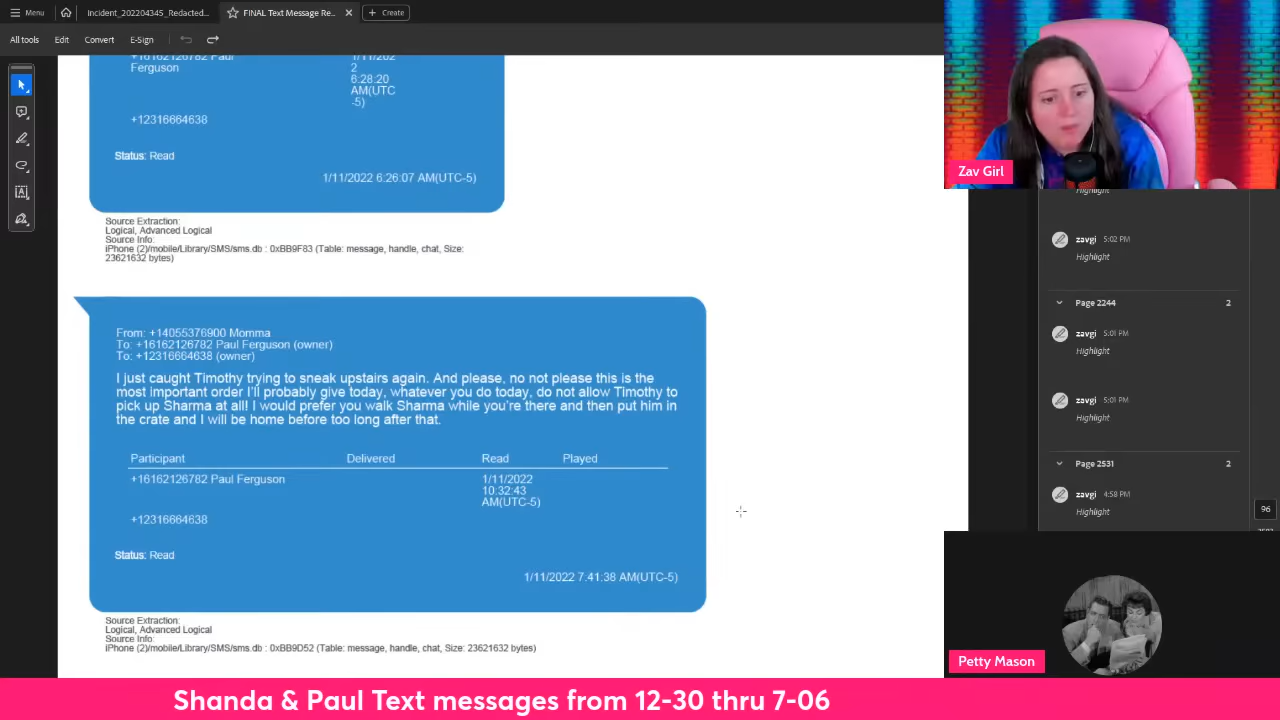 Menu
Incident_202204345_Redacted...
FINAL Text Message Re...
Create
All tools
Edit
Convert
E-Sign
+16162126782 Paul
Ferguson
1/11/202
2
6:28:20
AM(UTC
-5)
+12316664638
Status: Read
1/11/2022 6:26:07 AM(UTC-5)
Source Extraction:
Logical, Advanced Logical
Source Info:
iPhone (2)/mobile/Library/SMS/sms.db : 0xBB9F83 (Table: message, handle, chat, Size:
23621632 bytes)
From: +14055376900 Momma
To: +16162126782 Paul Ferguson (owner)
To: +12316664638 (owner)
I just caught Timothy trying to sneak upstairs again. And please, no not please this is the
most important order I'll probably give today, whatever you do today, do not allow Timothy to
pick up Sharma at all! I would prefer you walk Sharma while you're there and then put him in
the crate and I will be home before too long after that.
Participant Delivered Read Played
+16162126782 Paul Ferguson
1/11/2022
10:32:43
AM(UTC-5)
+12316664638
Status: Read
1/11/2022 7:41:38 AM(UTC-5)
Source Extraction:
Logical, Advanced Logical
Source Info:
iPhone (2)/mobile/Library/SMS/sms.db : 0xBB9D52 (Table: message, handle, chat, Size: 23621632 bytes)
Zav Girl
Highlight
zavgi 5:02 PM
Highlight
Page 2244 2
zavgi 5:01 PM
Highlight
zavgi 5:01 PM
Highlight
Page 2531 2
zavgi 4:58 PM
Highlight
96
Petty Mason
Shanda & Paul Text messages from 12-30 thru 7-06